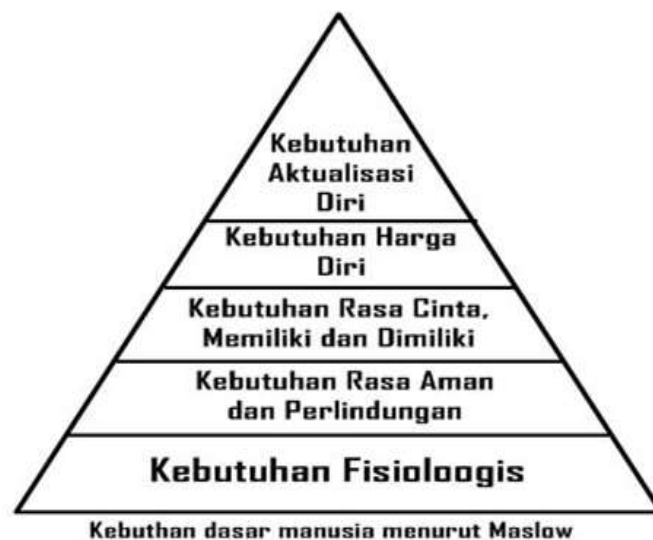 Kebutuhan
Aktualisasi
Diri
Kebutuhan Harga
Diri
Kebutuhan Rasa Cinta,
Memiliki dan Dimiliki
Kebutuhan Rasa Aman
dan Perlindungan
Kebutuhan Fisioloogis
Kebuthan dasar manusia menurut Maslow